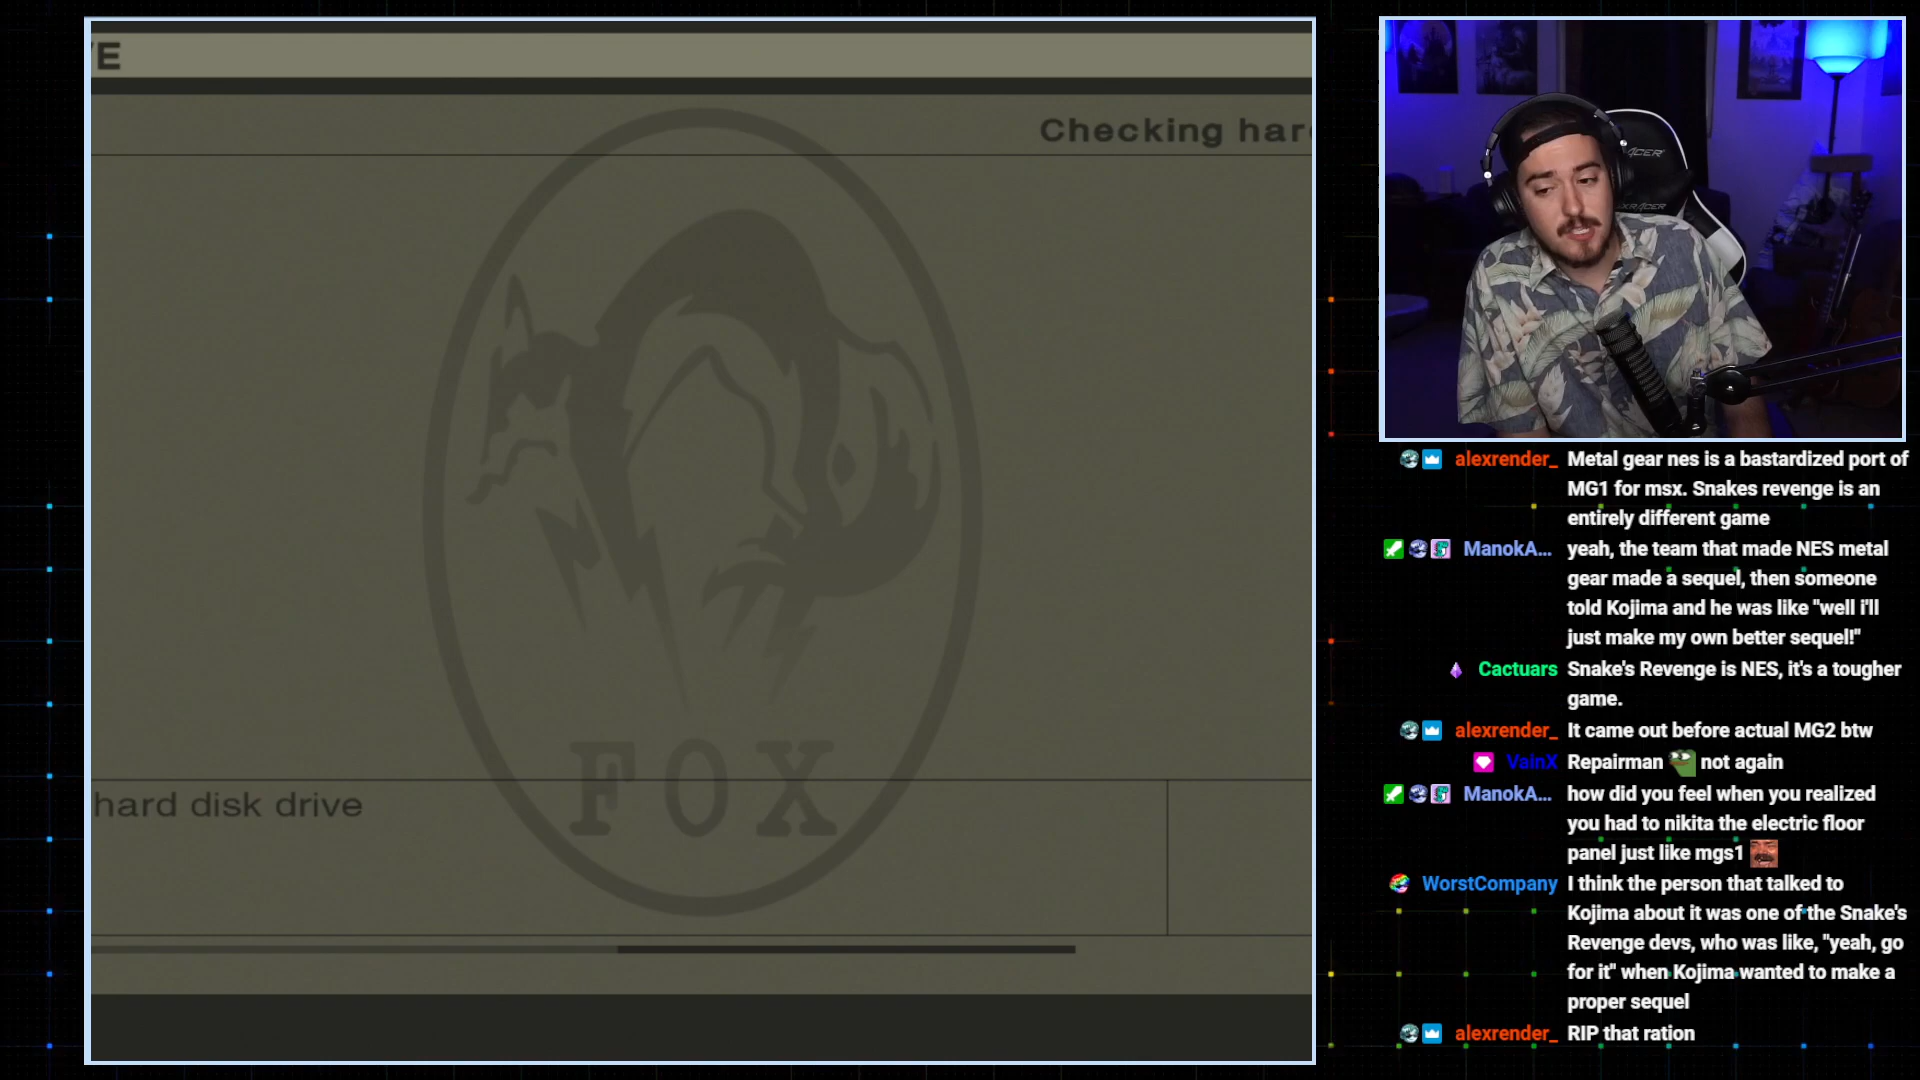 VE
Checking har
FOX
hard disk drive
ACER
alexrender_ Metal gear nes is a bastardized port of
MG1 for msx. Snakes revenge is an
entirely different game
ManokA... yeah, the team that made NES metal
gear made a sequel, then someone
told Kojima and he was like "well i'll
just make my own better sequel!"
Cactuars Snake's Revenge is NES, it's a tougher
game.
alexrender_ It came out before actual MG2 btw
VainX Repairman not again
ManokA... how did you feel when you realized
you had to nikita the electric floor
panel just like mgs1
WorstCompany I think the person that talked to
Kojima about it was one of the Snake's
Revenge devs, who was like, "yeah, go
for it" when Kojima wanted to make a
proper sequel
alexrender_ RIP that ration